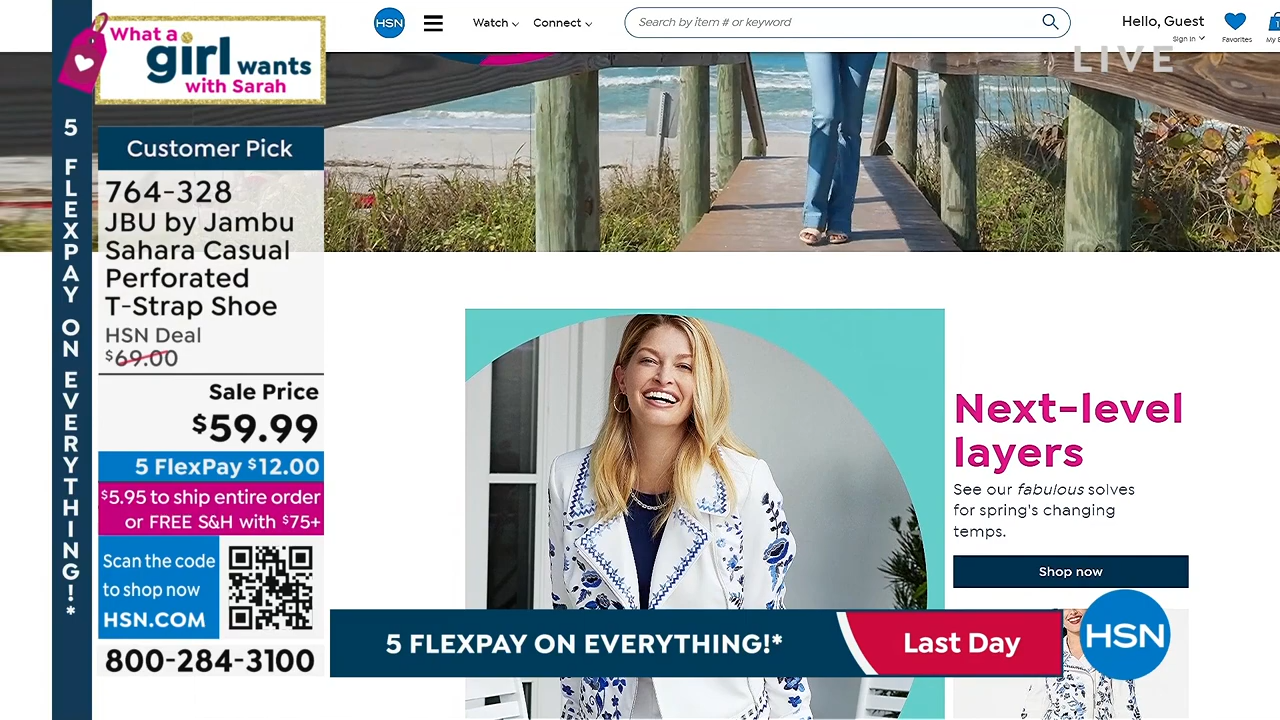 What a
girl wants
with Sarah
5 FLEXPAY ON EVERYTHING!*
Customer Pick
764-328
JBU by Jambu
Sahara Casual
Perforated
T-Strap Shoe
HSN Deal
$69.00
Sale Price
$59.99
5 FlexPay $12.00
$5.95 to ship entire order
or FREE S&H with $75+
Scan the code
to shop now
HSN.COM
800-284-3100
HSN
Watch
Connect
Search by item # or keyword
Hello, Guest
Sign In
Favorites
LIVE
Next-level
layers
See our fabulous solves
for spring's changing
temps.
Shop now
5 FLEXPAY ON EVERYTHING!*
Last Day
HSN